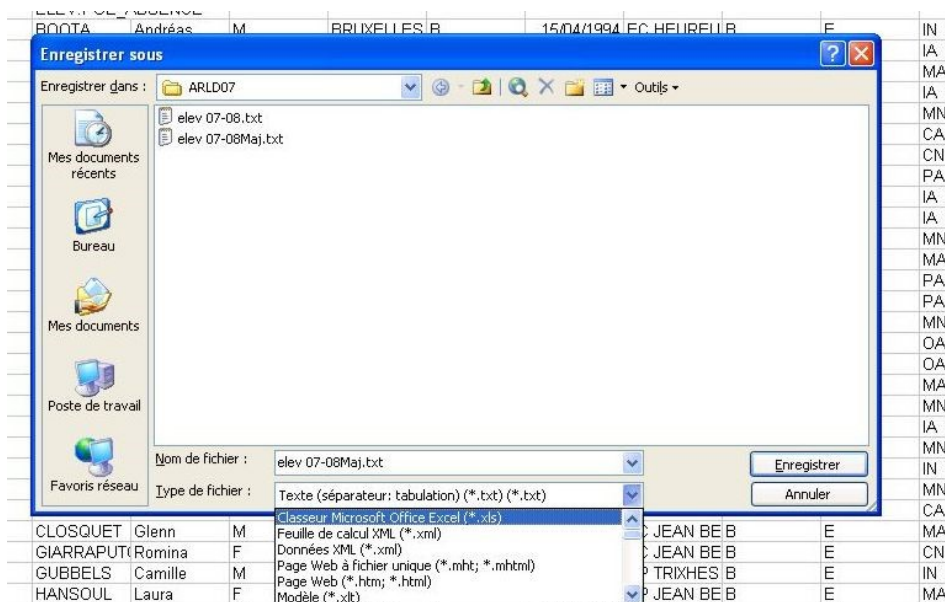 BOOTA Andréas M BRUXELLES B 15/04/1994 EC HEUREU B E IN
Enregistrer sous
IA
MA
Enregistrer dans : ARLD07 Outils
IA
elev 07-08.txt
MN
elev 07-08Maj.txt
CA
Mes documents récents
CN
PA
IA
IA
Bureau
MN
MA
PA
PA
Mes documents
MN
OA
OA
MA
Poste de travail
MN
IA
MN
Nom de fichier : elev 07-08Maj.txt Enregistrer
IN
Favoris réseau
Type de fichier : Texte (séparateur: tabulation) (*.txt) (*.txt) Annuler
MN
CA
Classeur Microsoft Office Excel (*.xls)
Feuille de calcul XML (*.xml)
Données XML (*.xml)
Page Web à fichier unique (*.mht; *.mhtml)
Page Web (*.htm; *.html)
Modèle (*.xlt)
CLOSQUET Glenn M C JEAN BE B E MA
GIARRAPUT( Romina F C JEAN BE B E CN
GUBBELS Camille M P TRIXHES B E IN
HANSOUL Laura F P JEAN BE B E MA